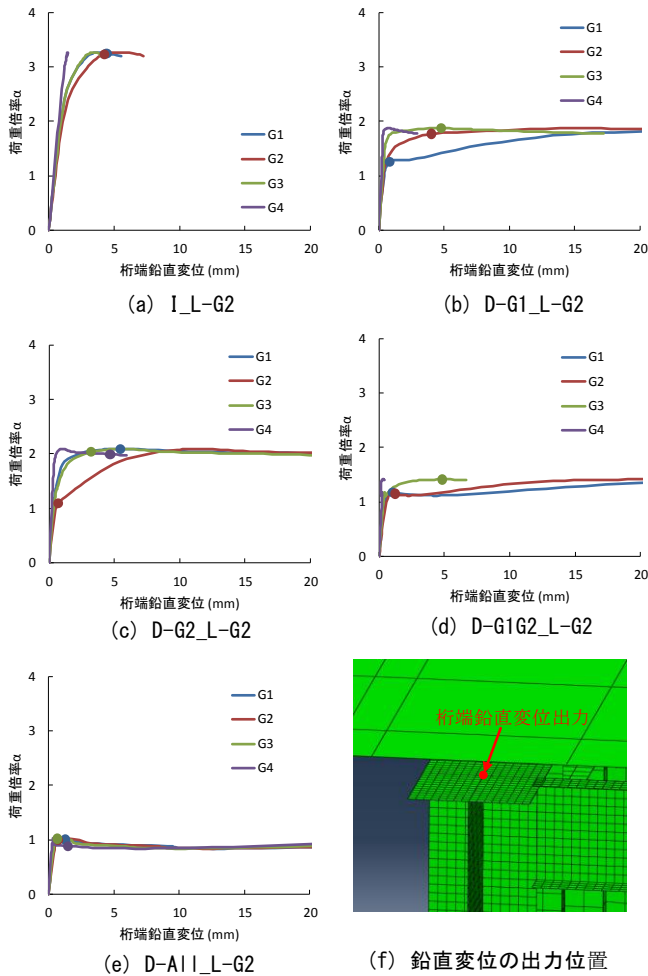 4
3
2
1
0
荷重倍率α
G1
G2
G3
G4
0 5 10 15 20
桁端鉛直変位 (mm)
(a) I_L-G2
4
3
2
1
0
荷重倍率α
G1
G2
G3
G4
0 5 10 15 20
桁端鉛直変位 (mm)
(b) D-G1_L-G2
4
3
2
1
0
荷重倍率α
G1
G2
G3
G4
0 5 10 15 20
桁端鉛直変位 (mm)
(c) D-G2_L-G2
4
3
2
1
0
荷重倍率α
G1
G2
G3
G4
0 5 10 15 20
桁端鉛直変位 (mm)
(d) D-G1G2_L-G2
4
3
2
1
0
荷重倍率α
G1
G2
G3
G4
0 5 10 15 20
桁端鉛直変位 (mm)
(e) D-All_L-G2
桁端鉛直変位出力
(f) 鉛直変位の出力位置